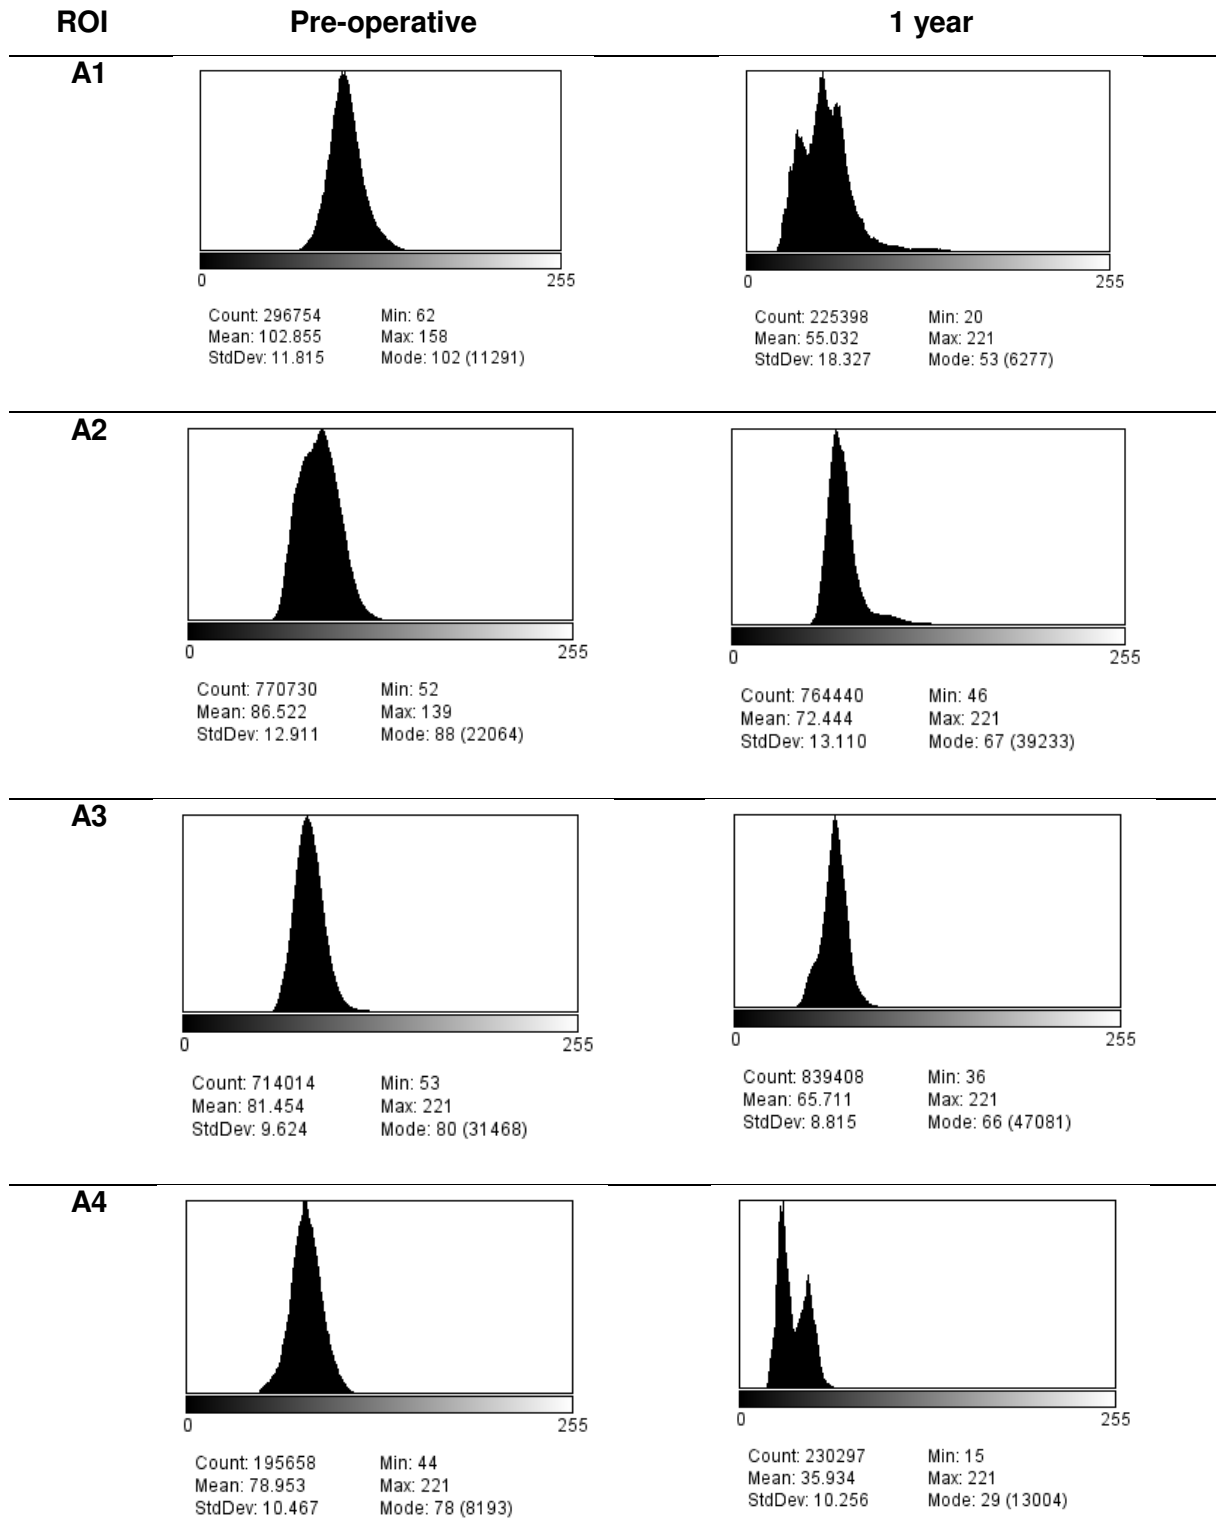 ROI Pre-operative 1 year
A1
0 255 0 255
Count: 296754 Min: 62 Count: 225398 Min: 20
Mean: 102.855 Max: 158 Mean: 55.032 Max: 221
StdDev: 11.815 Mode: 102 (11291) StdDev: 18.327 Mode: 53 (6277)
A2
0 255 0 255
Count: 770730 Min: 52 Count: 764440 Min: 46
Mean: 86.522 Max: 139 Mean: 72.444 Max: 221
StdDev: 12.911 Mode: 88 (22064) StdDev: 13.110 Mode: 67 (39233)
A3
0 255 0 255
Count: 714014 Min: 53 Count: 839408 Min: 36
Mean: 81.454 Max: 221 Mean: 65.711 Max: 221
StdDev: 9.624 Mode: 80 (31468) StdDev: 8.815 Mode: 66 (47081)
A4
0 255 0 255
Count: 195658 Min: 44 Count: 230297 Min: 15
Mean: 78.953 Max: 221 Mean: 35.934 Max: 221
StdDev: 10.467 Mode: 78 (8193) StdDev: 10.256 Mode: 29 (13004)